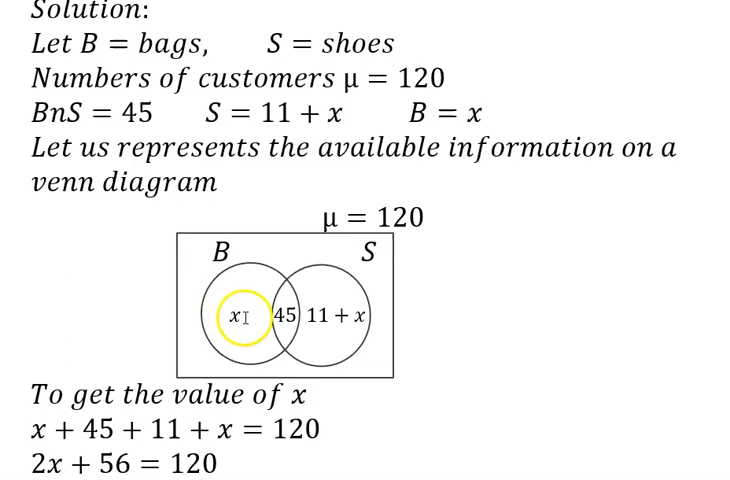 Solution:
Let B = bags, S = shoes
Numbers of customers μ = 120
BnS = 45 S = 11 + x B = x
Let us represents the available information on a
venn diagram
μ = 120
B S
x 45 11 + x
To get the value of x
x + 45 + 11 + x = 120
2x + 56 = 120